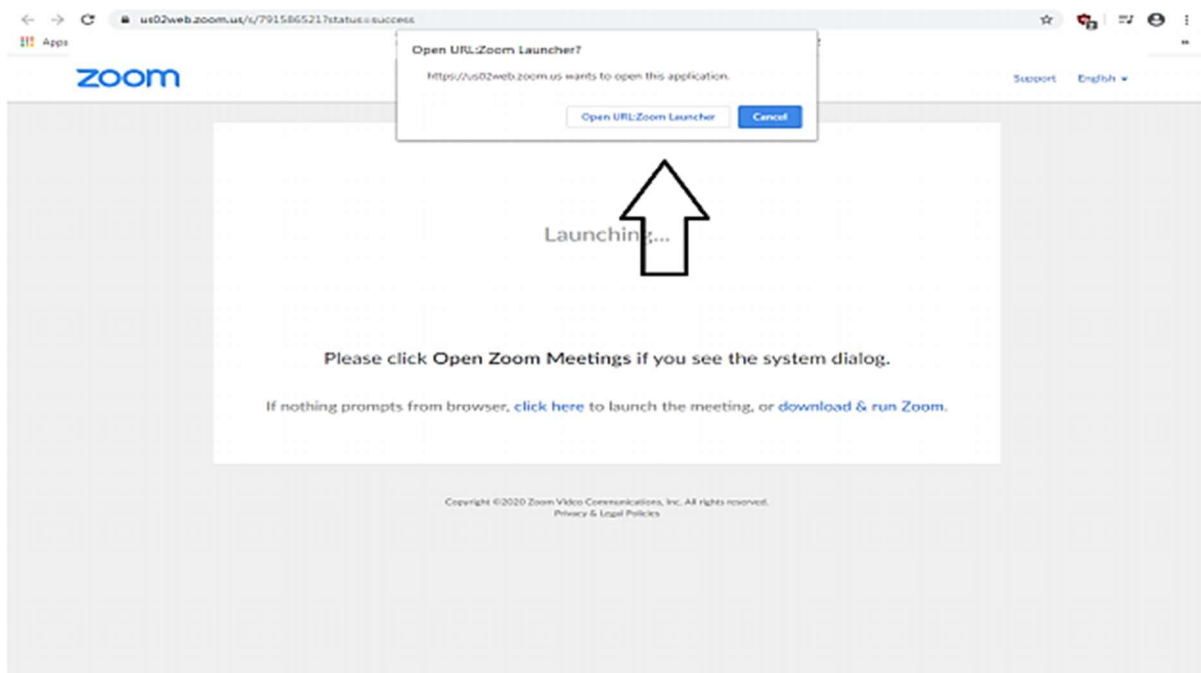 us02web.zoom.us/s/791586521?status=success
Apps
Open URL:Zoom Launcher?
https://us02web.zoom.us wants to open this application.
Open URL:Zoom Launcher Cancel
zoom
Support English
Launching...
Please click Open Zoom Meetings if you see the system dialog.
If nothing prompts from browser, click here to launch the meeting, or download & run Zoom.
Copyright ©2020 Zoom Video Communications, Inc. All rights reserved.
Privacy & Legal Policies